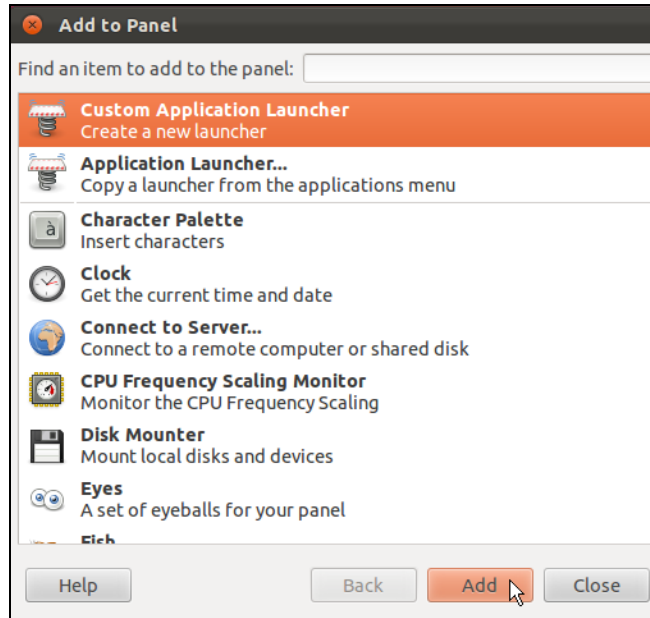 Add to Panel
Find an item to add to the panel:
Custom Application Launcher
Create a new launcher
Application Launcher...
Copy a launcher from the applications menu
à
Character Palette
Insert characters
Clock
Get the current time and date
Connect to Server...
Connect to a remote computer or shared disk
CPU Frequency Scaling Monitor
Monitor the CPU Frequency Scaling
Disk Mounter
Mount local disks and devices
Eyes
A set of eyeballs for your panel
Fish
Help Back Add Close